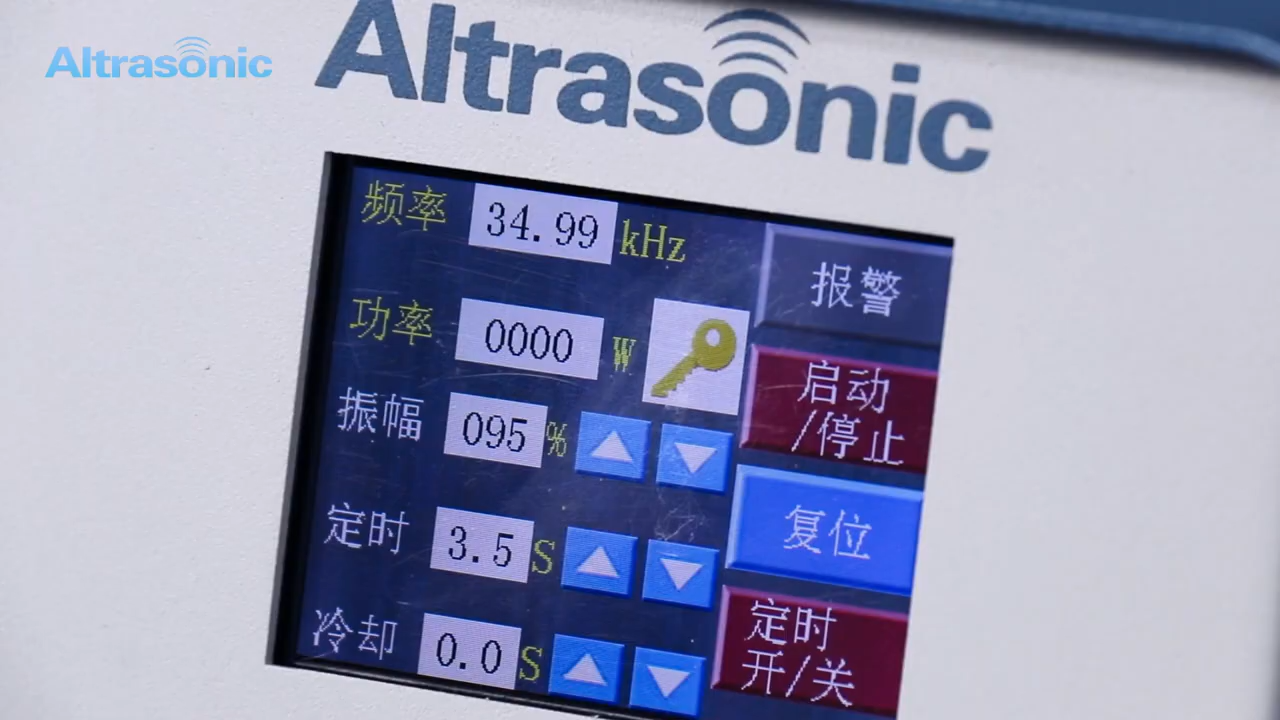 Altrasonic
Altrasonic
频率 34.99 kHz
功率 0000 W
振幅 095 %
定时 3.5 S
冷却 0.0 S
报警
启动
/停止
复位
定时
开/关